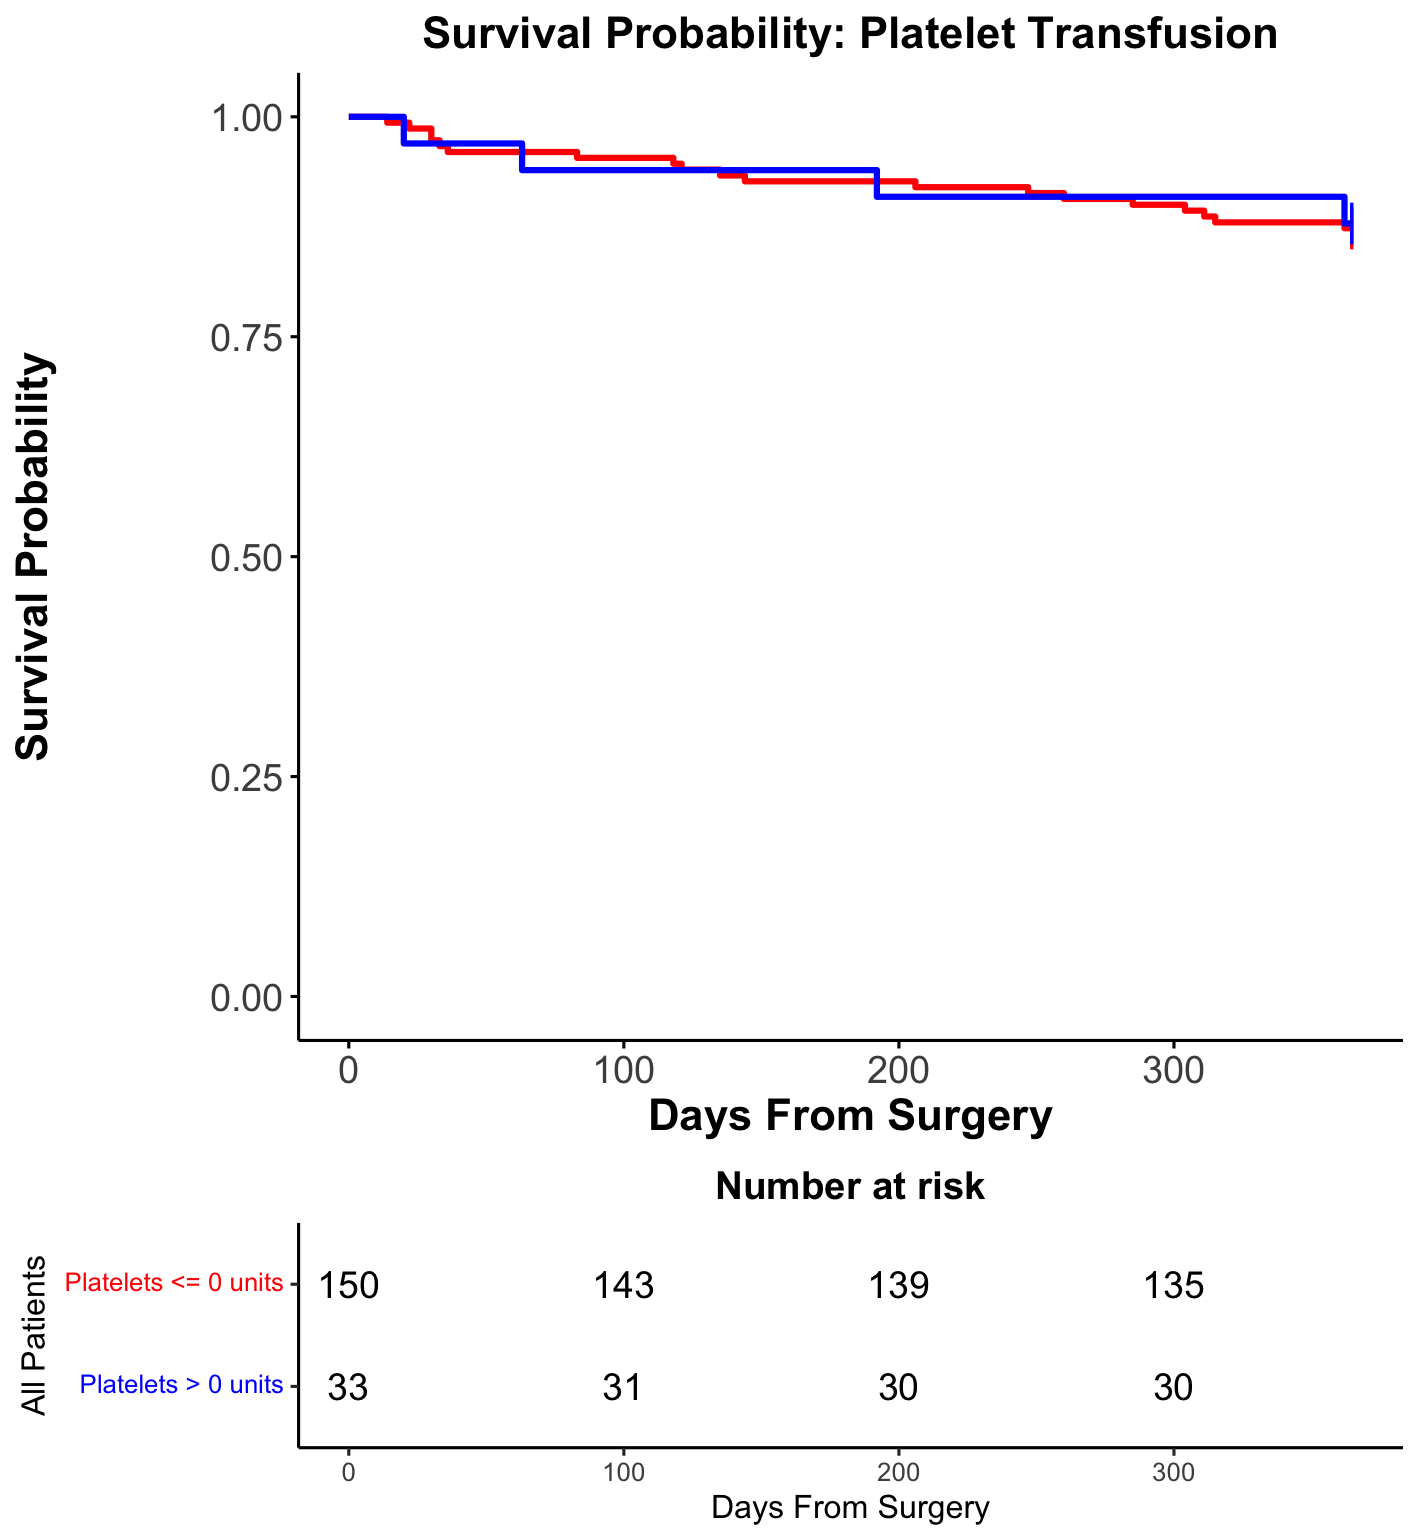 Survival Probability: Platelet Transfusion
Survival Probability
1.00
0.75
0.50
0.25
0.00
0 100 200 300
Days From Surgery
Number at risk
All Patients
Platelets <= 0 units 150 143 139 135
Platelets > 0 units 33 31 30 30
0 100 200 300
Days From Surgery